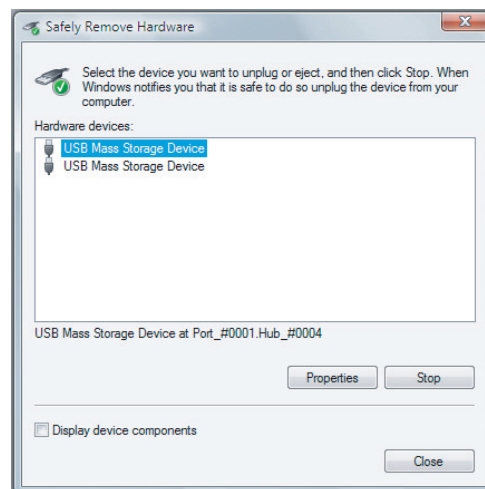 Safely Remove Hardware
Select the device you want to unplug or eject, and then click Stop. When
Windows notifies you that it is safe to do so unplug the device from your
computer.
Hardware devices:
USB Mass Storage Device
USB Mass Storage Device
USB Mass Storage Device at Port_#0001.Hub_#0004
Properties Stop
Display device components
Close